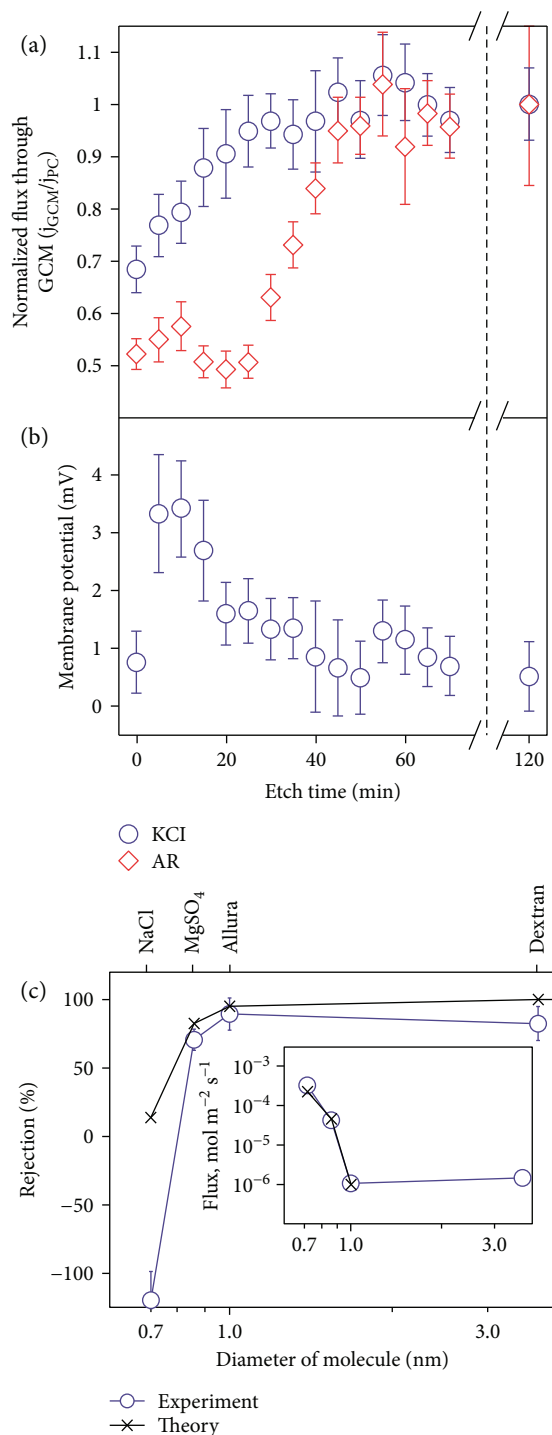 (a)
Normalized flux through
GCM (jGCM/jPC)
1.1
1
0.9
0.8
0.7
0.6
0.5
(b)
Membrane potential (mV)
4
3
2
1
0
0 20 40 60 120
Etch time (min)
KCI
AR
NaCl MgSO4 Allura Dextran
(c)
Rejection (%)
100
50
0
−50
−100
Flux, mol m−2 s−1
10−3
10−4
10−5
10−6
0.7 1.0 3.0
0.7 1.0 3.0
Diameter of molecule (nm)
Experiment
Theory